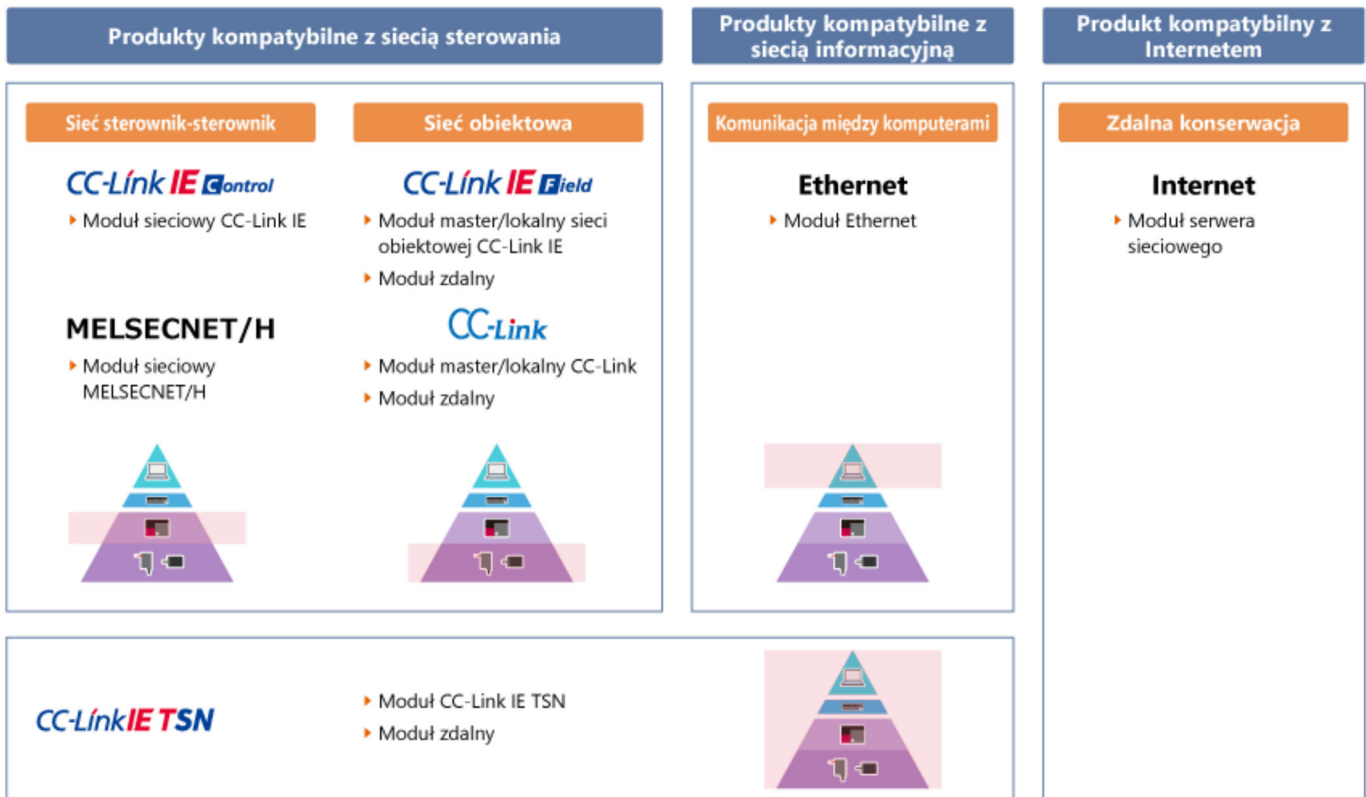 Produkty kompatybilne z siecią sterowania
Produkty kompatybilne z
siecią informacyjną
Produkt kompatybilny z
Internetem
Sieć sterownik-sterownik
Sieć obiektowa
Komunikacja między komputerami
Zdalna konserwacja
CC-Link IE Control
Moduł sieciowy CC-Link IE
MELSECNET/H
Moduł sieciowy
MELSECNET/H
CC-Link IE Field
Moduł master/lokalny sieci
obiektowej CC-Link IE
Moduł zdalny
CC-Link
Moduł master/lokalny CC-Link
Moduł zdalny
Ethernet
Moduł Ethernet
Internet
Moduł serwera
sieciowego
CC-Link IE TSN
Moduł CC-Link IE TSN
Moduł zdalny